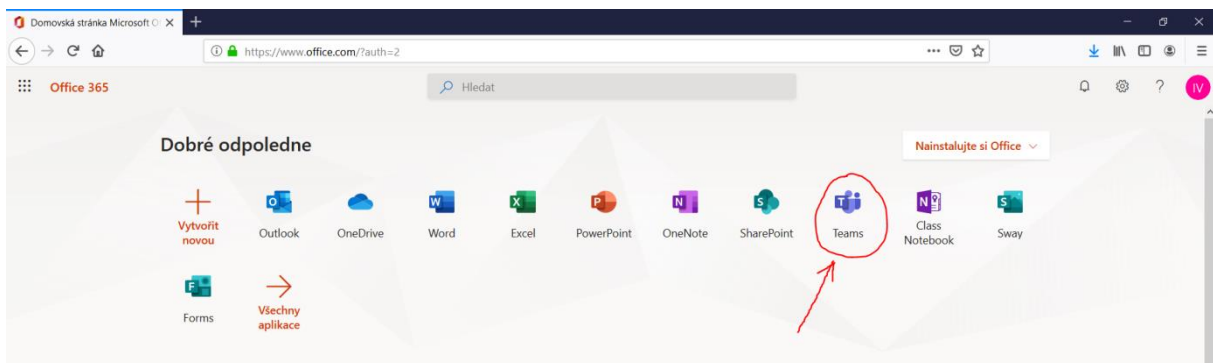 Domovská stránka Microsoft O
https://www.office.com/?auth=2
Office 365
Hledat
IV
Dobré odpoledne
Nainstalujte si Office
Vytvořit
novou
Outlook
OneDrive
Word
Excel
PowerPoint
OneNote
SharePoint
Teams
Class
Notebook
Sway
Forms
Všechny
aplikace